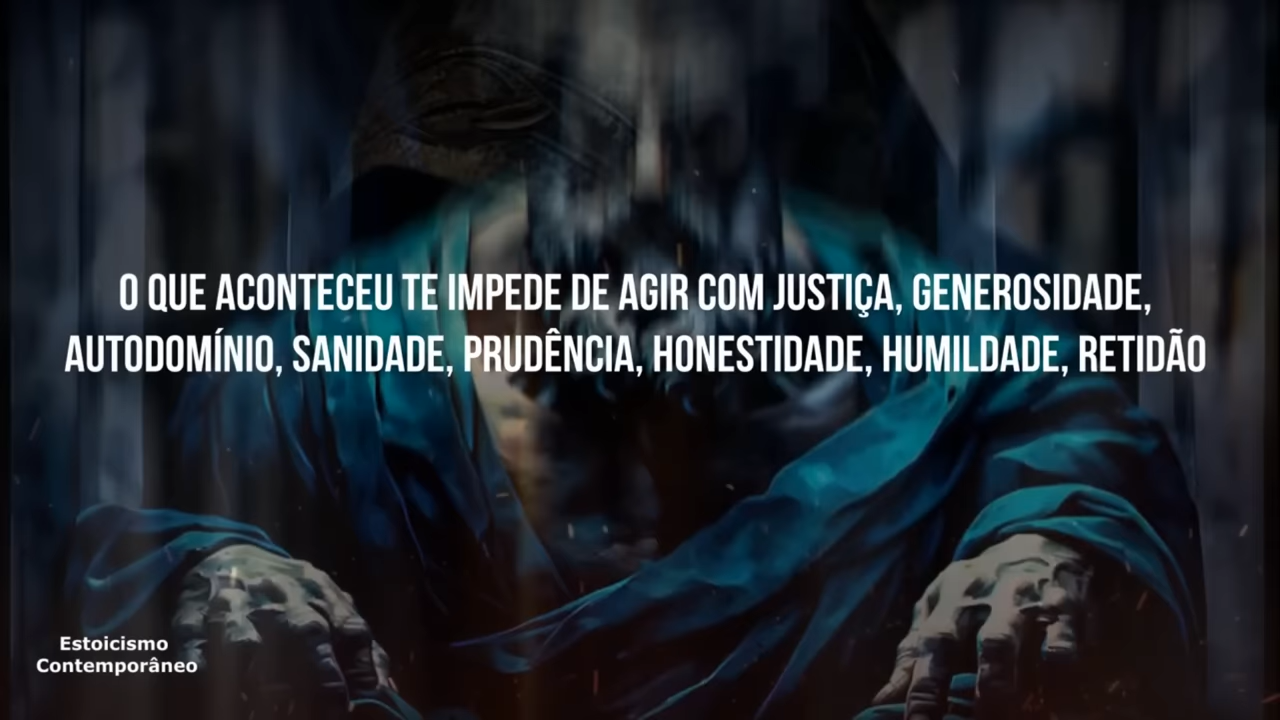 O QUE ACONTECEU TE IMPEDE DE AGIR COM JUSTIÇA, GENEROSIDADE,
AUTODOMÍNIO, SANIDADE, PRUDÊNCIA, HONESTIDADE, HUMILDADE, RETIDÃO
Estoicismo
Contemporâneo